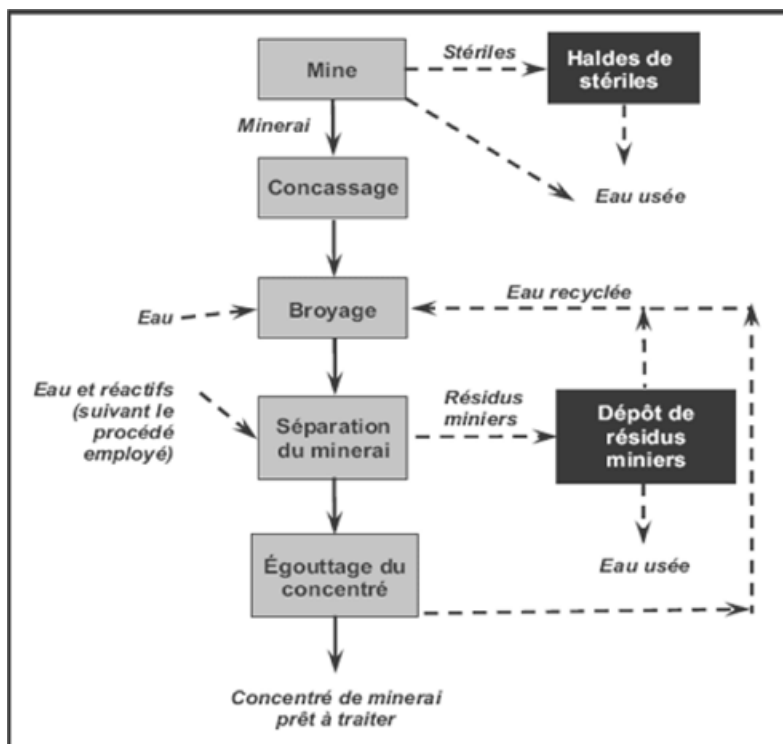 Stériles
Mine
Haldes de
stériles
Minerai
Concassage
Eau usée
Eau recyclée
Eau
Broyage
Eau et réactifs
(suivant le
procédé
employé)
Séparation
du minerai
Résidus
miniers
Dépôt de
résidus
miniers
Eau usée
Égouttage du
concentré
Concentré de minerai
prêt à traiter